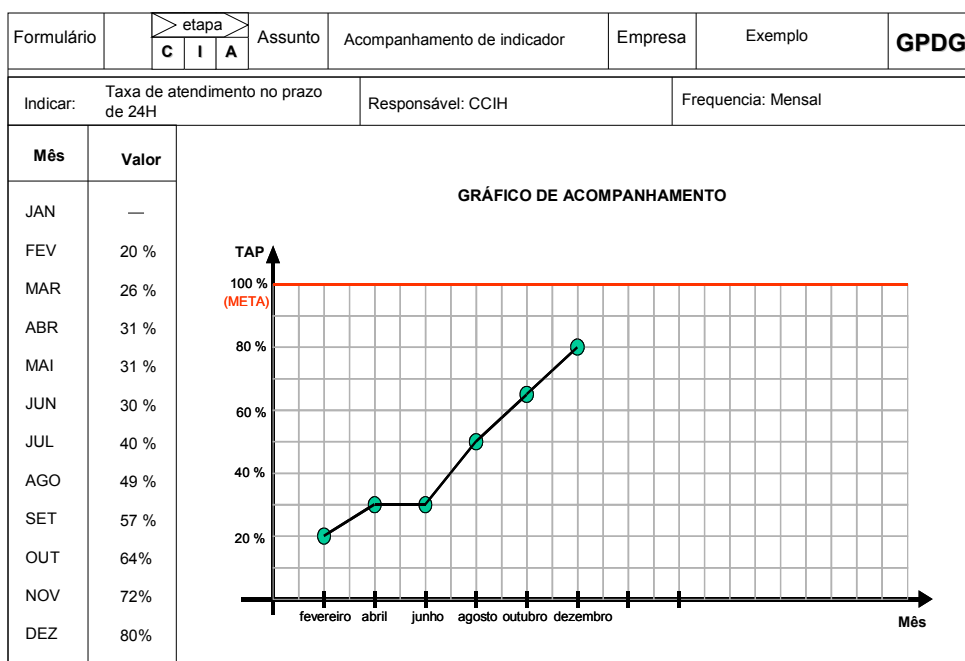 Formulário
etapa
C I A
Assunto
Acompanhamento de indicador
Empresa
Exemplo
GPDG
Indicar:
Taxa de atendimento no prazo
de 24H
Responsável: CCIH
Frequencia: Mensal
Mês Valor
JAN —
FEV 20 %
MAR 26 %
ABR 31 %
MAI 31 %
JUN 30 %
JUL 40 %
AGO 49 %
SET 57 %
OUT 64%
NOV 72%
DEZ 80%
GRÁFICO DE ACOMPANHAMENTO
TAP
100 %
(META)
80 %
60 %
40 %
20 %
fevereiro abril junho agosto outubro dezembro
Mês